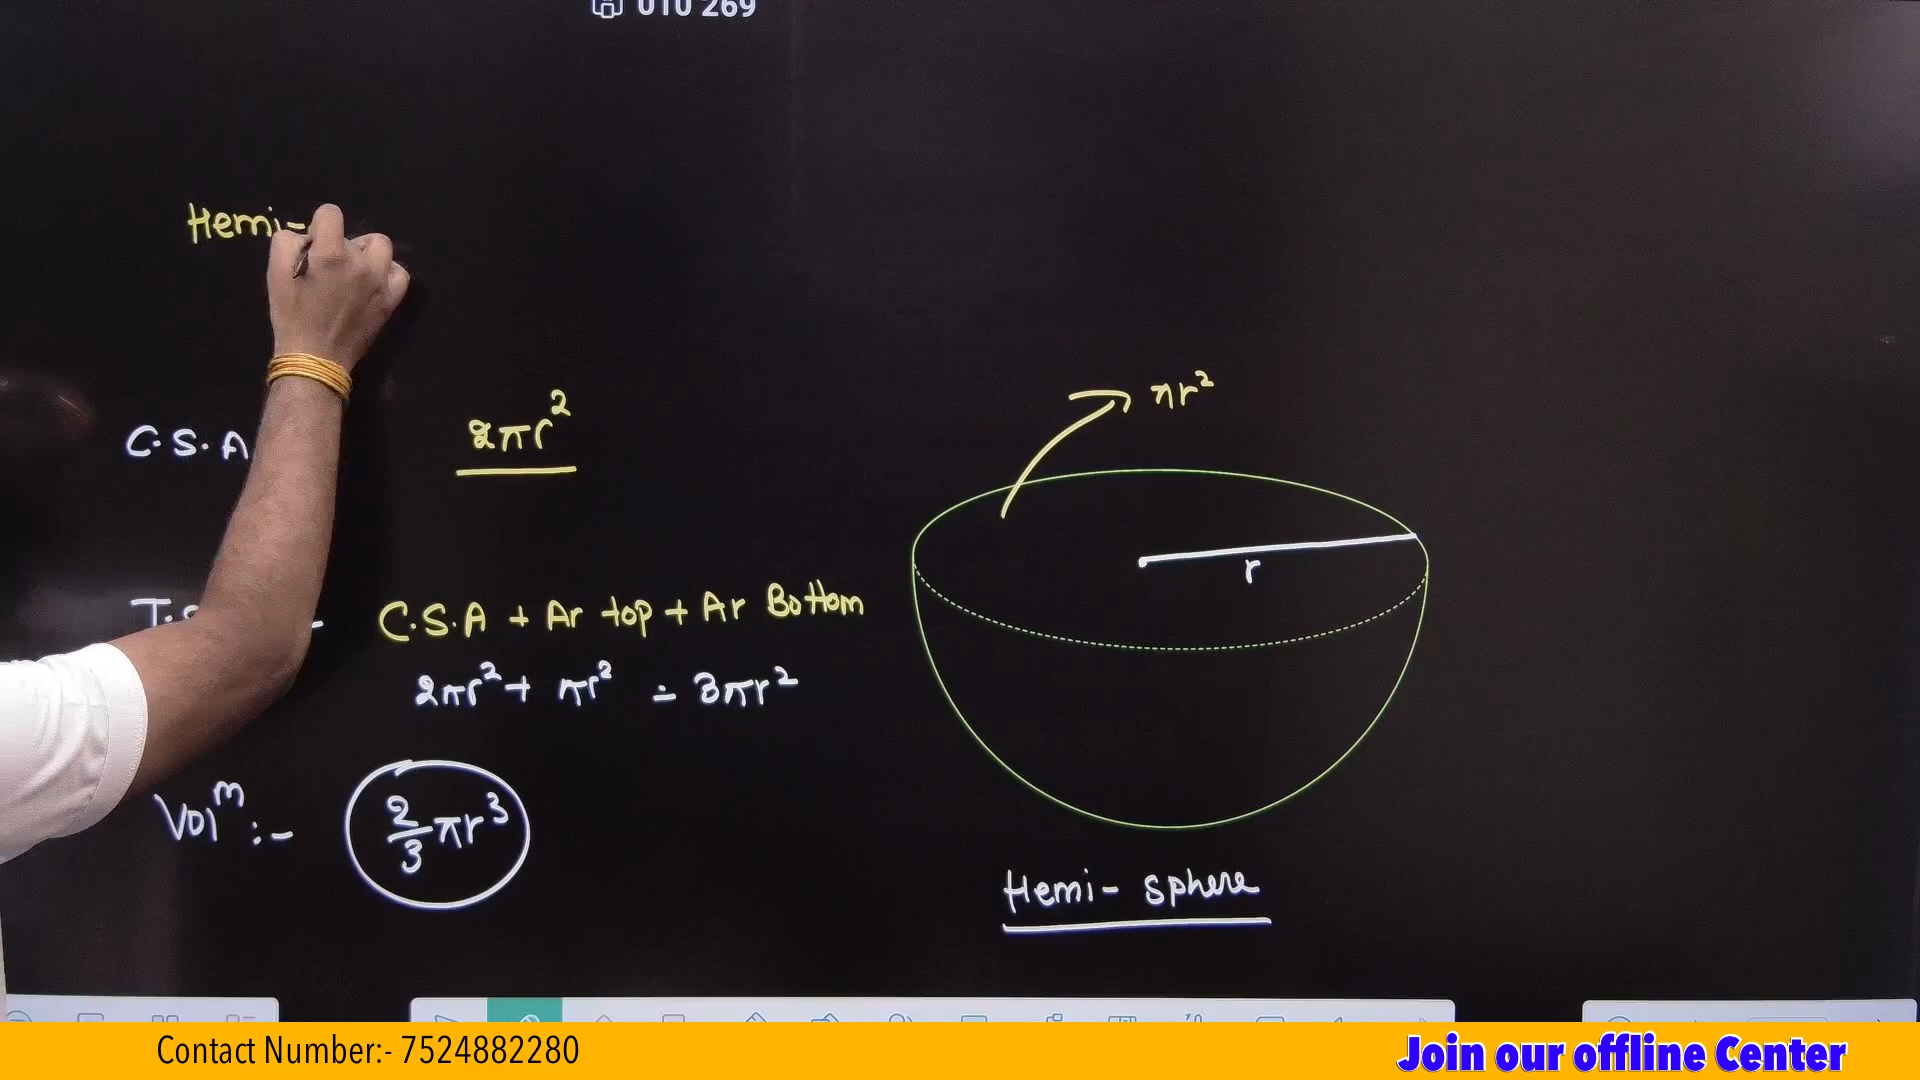 010 269
Hemi-
πr²
C.S.A
2πr²
r
C.S.A + Ar top + Ar Bottom
2πr² + πr² = 3πr²
Volᵐ :-
2/3 πr³
Hemi- sphere
Contact Number:- 7524882280
Join our offline Center